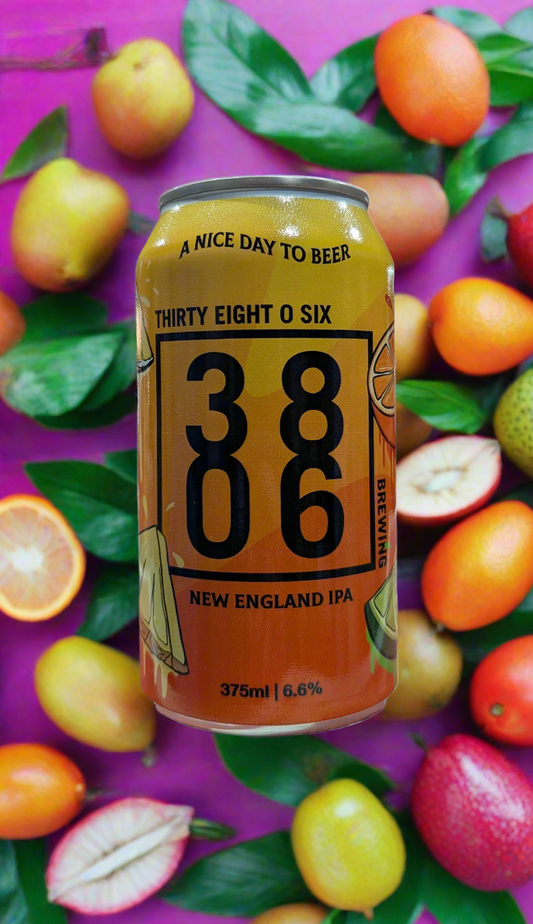 A NICE DAY TO BEER
THIRTY EIGHT O SIX
38
06
BREWING
NEW ENGLAND IPA
375ml | 6.6%